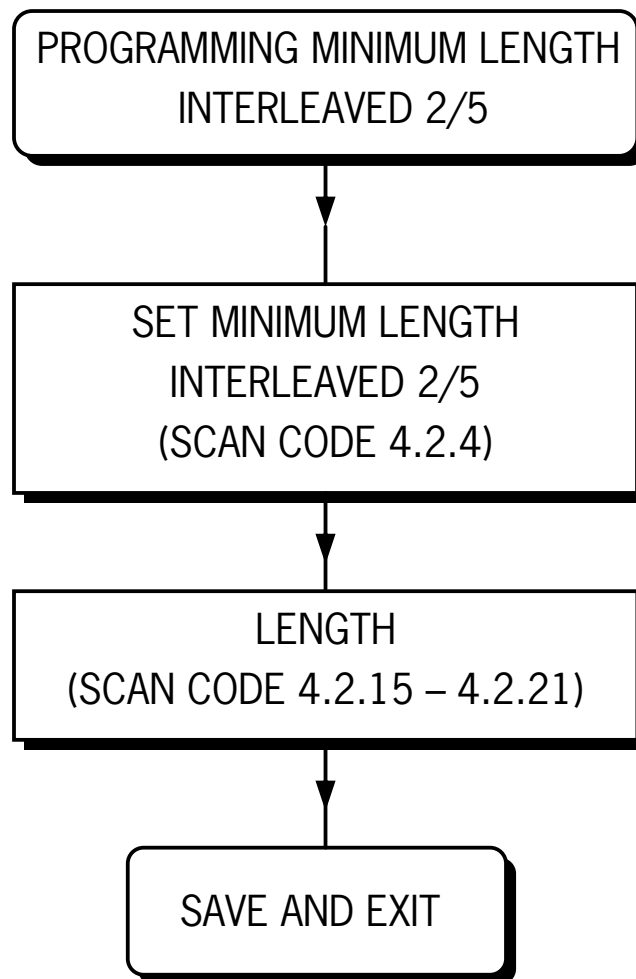 PROGRAMMING MINIMUM LENGTH
INTERLEAVED 2/5
SET MINIMUM LENGTH
INTERLEAVED 2/5
(SCAN CODE 4.2.4)
LENGTH
(SCAN CODE 4.2.15 – 4.2.21)
SAVE AND EXIT